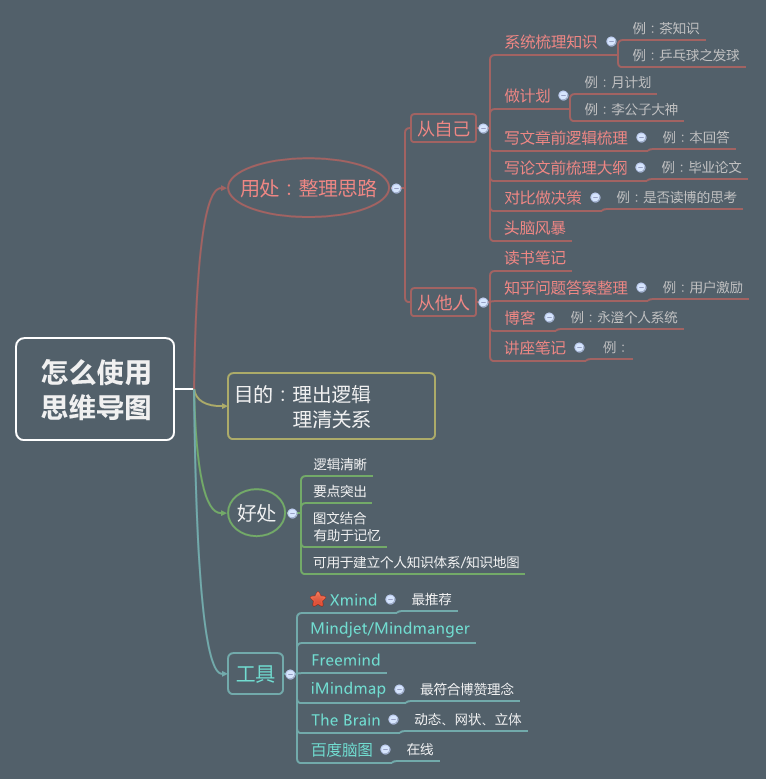 怎么使用
思维导图
用处：整理思路
从自己
系统梳理知识
例：茶知识
例：乒乓球之发球
做计划
例：月计划
例：李公子大神
写文章前逻辑梳理
例：本回答
写论文前梳理大纲
例：毕业论文
对比做决策
例：是否读博的思考
头脑风暴
从他人
读书笔记
知乎问题答案整理
例：用户激励
博客
例：永澄个人系统
讲座笔记
例：
目的：理出逻辑
理清关系
好处
逻辑清晰
要点突出
图文结合
有助于记忆
可用于建立个人知识体系/知识地图
工具
Xmind
最推荐
Mindjet/Mindmanger
Freemind
iMindmap
最符合博赞理念
The Brain
动态、网状、立体
百度脑图
在线